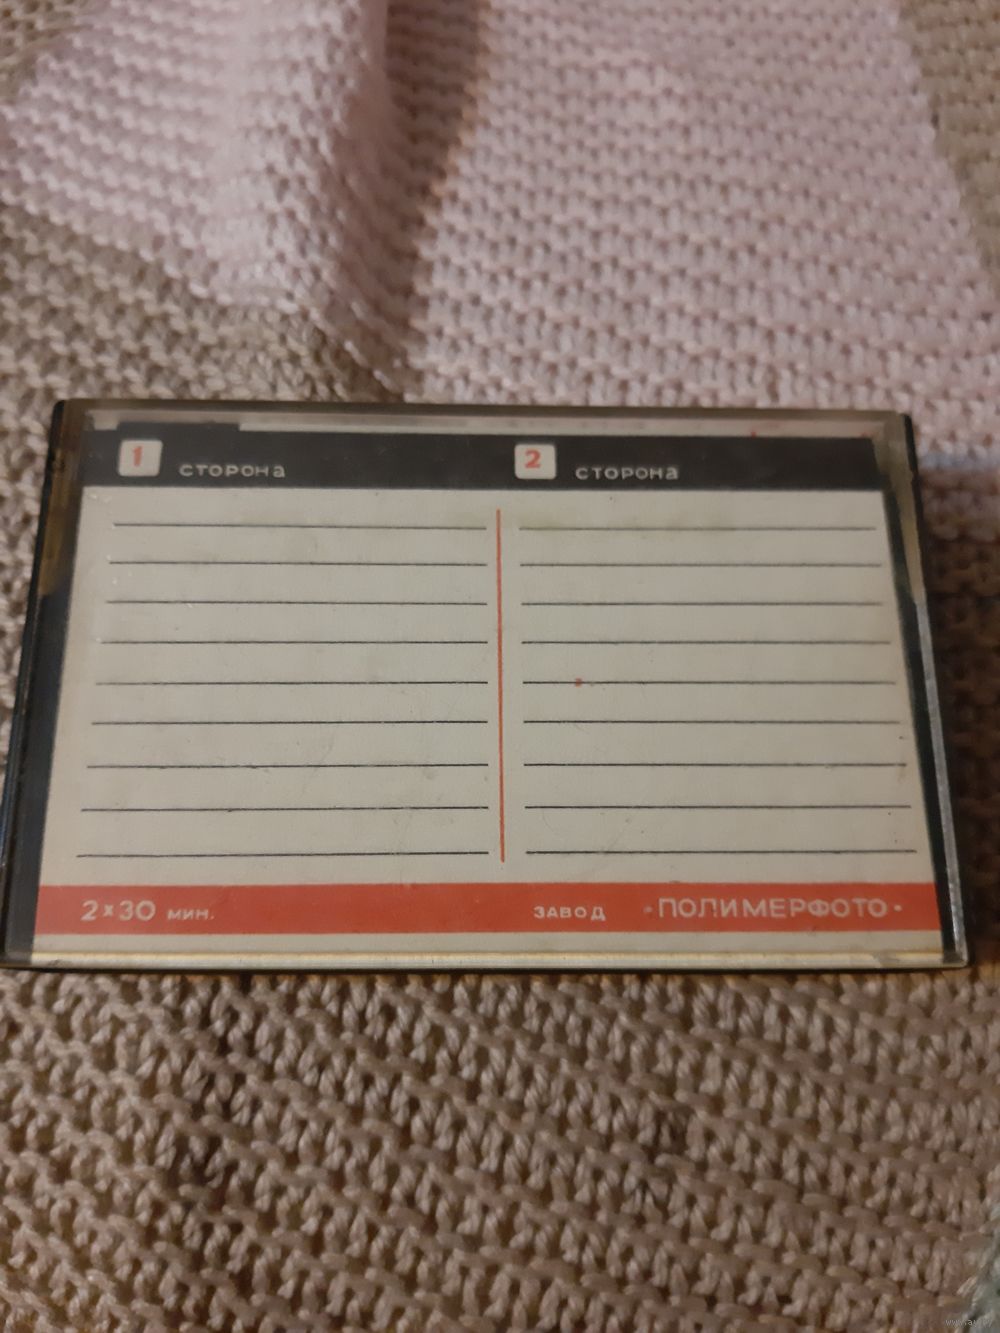 1 сторона
2 сторона
2×30 мин.
ЗАВОД •ПОЛИМЕРФОТО•